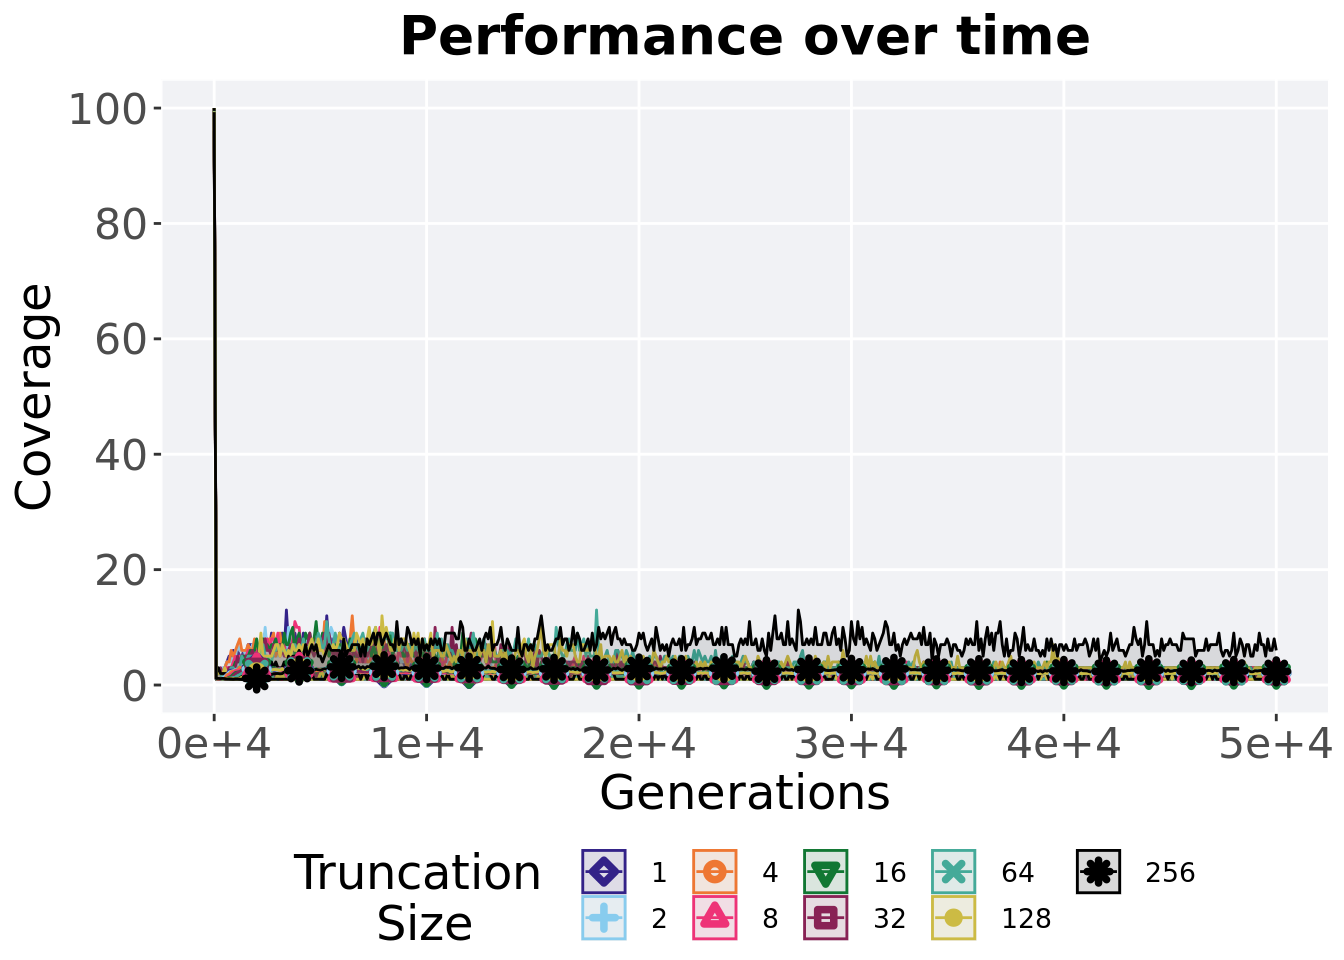 Performance over time
Coverage
100
80
60
40
20
0
0e+4 1e+4 2e+4 3e+4 4e+4 5e+4
Generations
Truncation
Size
1 4 16 64 256
2 8 32 128